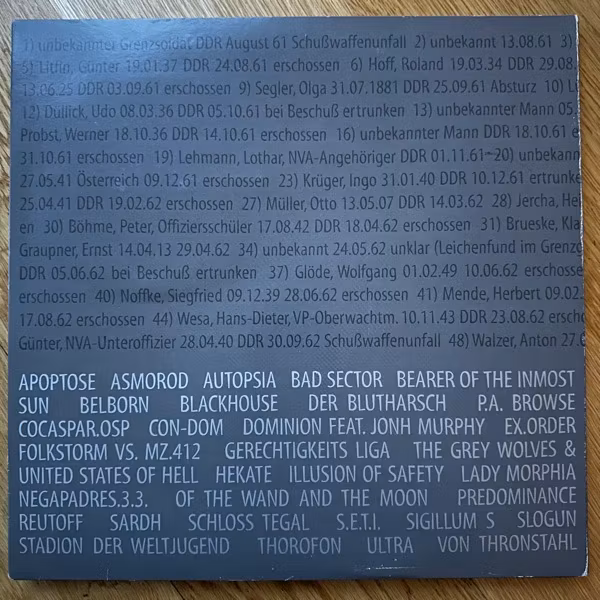 1) unbekannter Grenzsoldat DDR August 61 Schußwaffenunfall 2) unbekannt 13.08.61 3)
5) Litfin, Günter 19.01.37 DDR 24.08.61 erschossen 6) Hoff, Roland 19.03.34 DDR 29.08.
13.06.25 DDR 03.09.61 erschossen 9) Segler, Olga 31.07.1881 DDR 25.09.61 Absturz 10)
12) Düllick, Udo 08.03.36 DDR 05.10.61 bei Beschuß ertrunken 13) unbekannter Mann 05
Probst, Werner 18.10.36 DDR 14.10.61 erschossen 16) unbekannter Mann DDR 18.10.61 e
31.10.61 erschossen 19) Lehmann, Lothar, NVA-Angehöriger DDR 01.11.61 20) unbekann
27.05.41 Österreich 09.12.61 erschossen 23) Krüger, Ingo 31.01.40 DDR 10.12.61 ertrunke
25.04.41 DDR 19.02.62 erschossen 27) Müller, Otto 13.05.07 DDR 14.03.62 28) Jercha, Hei
en 30) Böhme, Peter, Offiziersschüler 17.08.42 DDR 18.04.62 erschossen 31) Brueske, Kla
Graupner, Ernst 14.04.13 29.04.62 34) unbekannt 24.05.62 unklar (Leichenfund im Grenzg
DDR 05.06.62 bei Beschuß ertrunken 37) Glöde, Wolfgang 01.02.49 10.06.62 erschosse
erschossen 40) Noffke, Siegfried 09.12.39 28.06.62 erschossen 41) Mende, Herbert 09.02.
17.08.62 erschossen 44) Wesa, Hans-Dieter, VP-Oberwachtm. 10.11.43 DDR 23.08.62 ersch
Günter, NVA-Unteroffizier 28.04.40 DDR 30.09.62 Schußwaffenunfall 48) Walzer, Anton 27.0
APOPTOSE ASMOROD AUTOPSIA BAD SECTOR BEARER OF THE INMOST
SUN BELBORN BLACKHOUSE DER BLUTHARSCH P.A. BROWSE
COCASPAR.OSP CON-DOM DOMINION FEAT. JONH MURPHY EX.ORDER
FOLKSTORM VS. MZ.412 GERECHTIGKEITS LIGA THE GREY WOLVES &
UNITED STATES OF HELL HEKATE ILLUSION OF SAFETY LADY MORPHIA
NEGAPADRES.3.3. OF THE WAND AND THE MOON PREDOMINANCE
REUTOFF SARDH SCHLOSS TEGAL S.E.T.I. SIGILLUM S SLOGUN
STADION DER WELTJUGEND THOROFON ULTRA VON THRONSTAHL